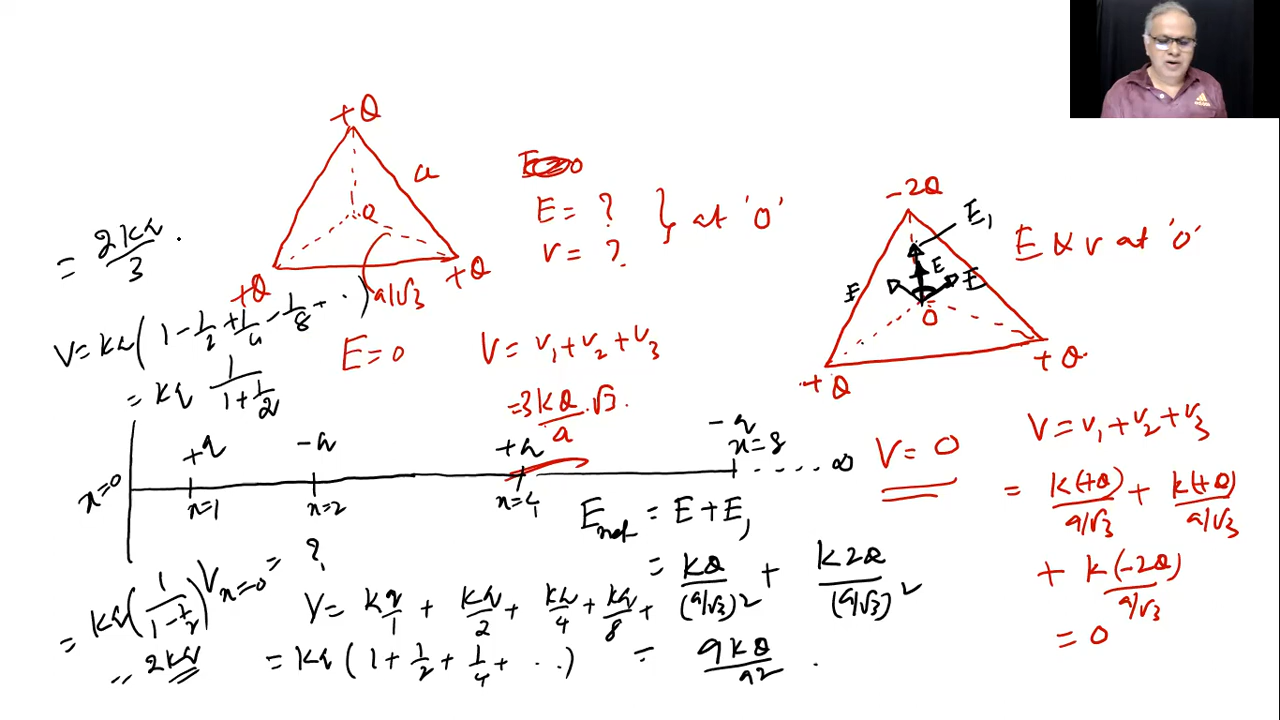 +Q
a
O
+Q
+Q
a/√3
E = ?
V = ?
} at 'O'
E = 0
V = V₁ + V₂ + V₃
= 3KQ/a · √3
-2Q
E₁
E
E
E
O
+Q
+Q
E & V at 'O'
V = V₁ + V₂ + V₃
= K(+Q)/(a/√3) + K(+Q)/(a/√3)
+ K(-2Q)/(a/√3)
= 0
V = 0
E net = E + E₁
= KQ/(a/√3)² + K2Q/(a/√3)²
= 9KQ/a²
x=0
+q
x=1
-q
x=2
+q
x=4
-q
x=8
..... ∞
V x=0 = ?
V = Kq/1 + Kq/2 + Kq/4 + Kq/8 +
= Kq (1 + 1/2 + 1/4 + ...)
= Kq (1/(1 - 1/2))
= 2Kq
V = Kq (1 - 1/2 + 1/4 - 1/8 + ..)
= Kq 1/(1 + 1/2)
= 2Kq/3 .